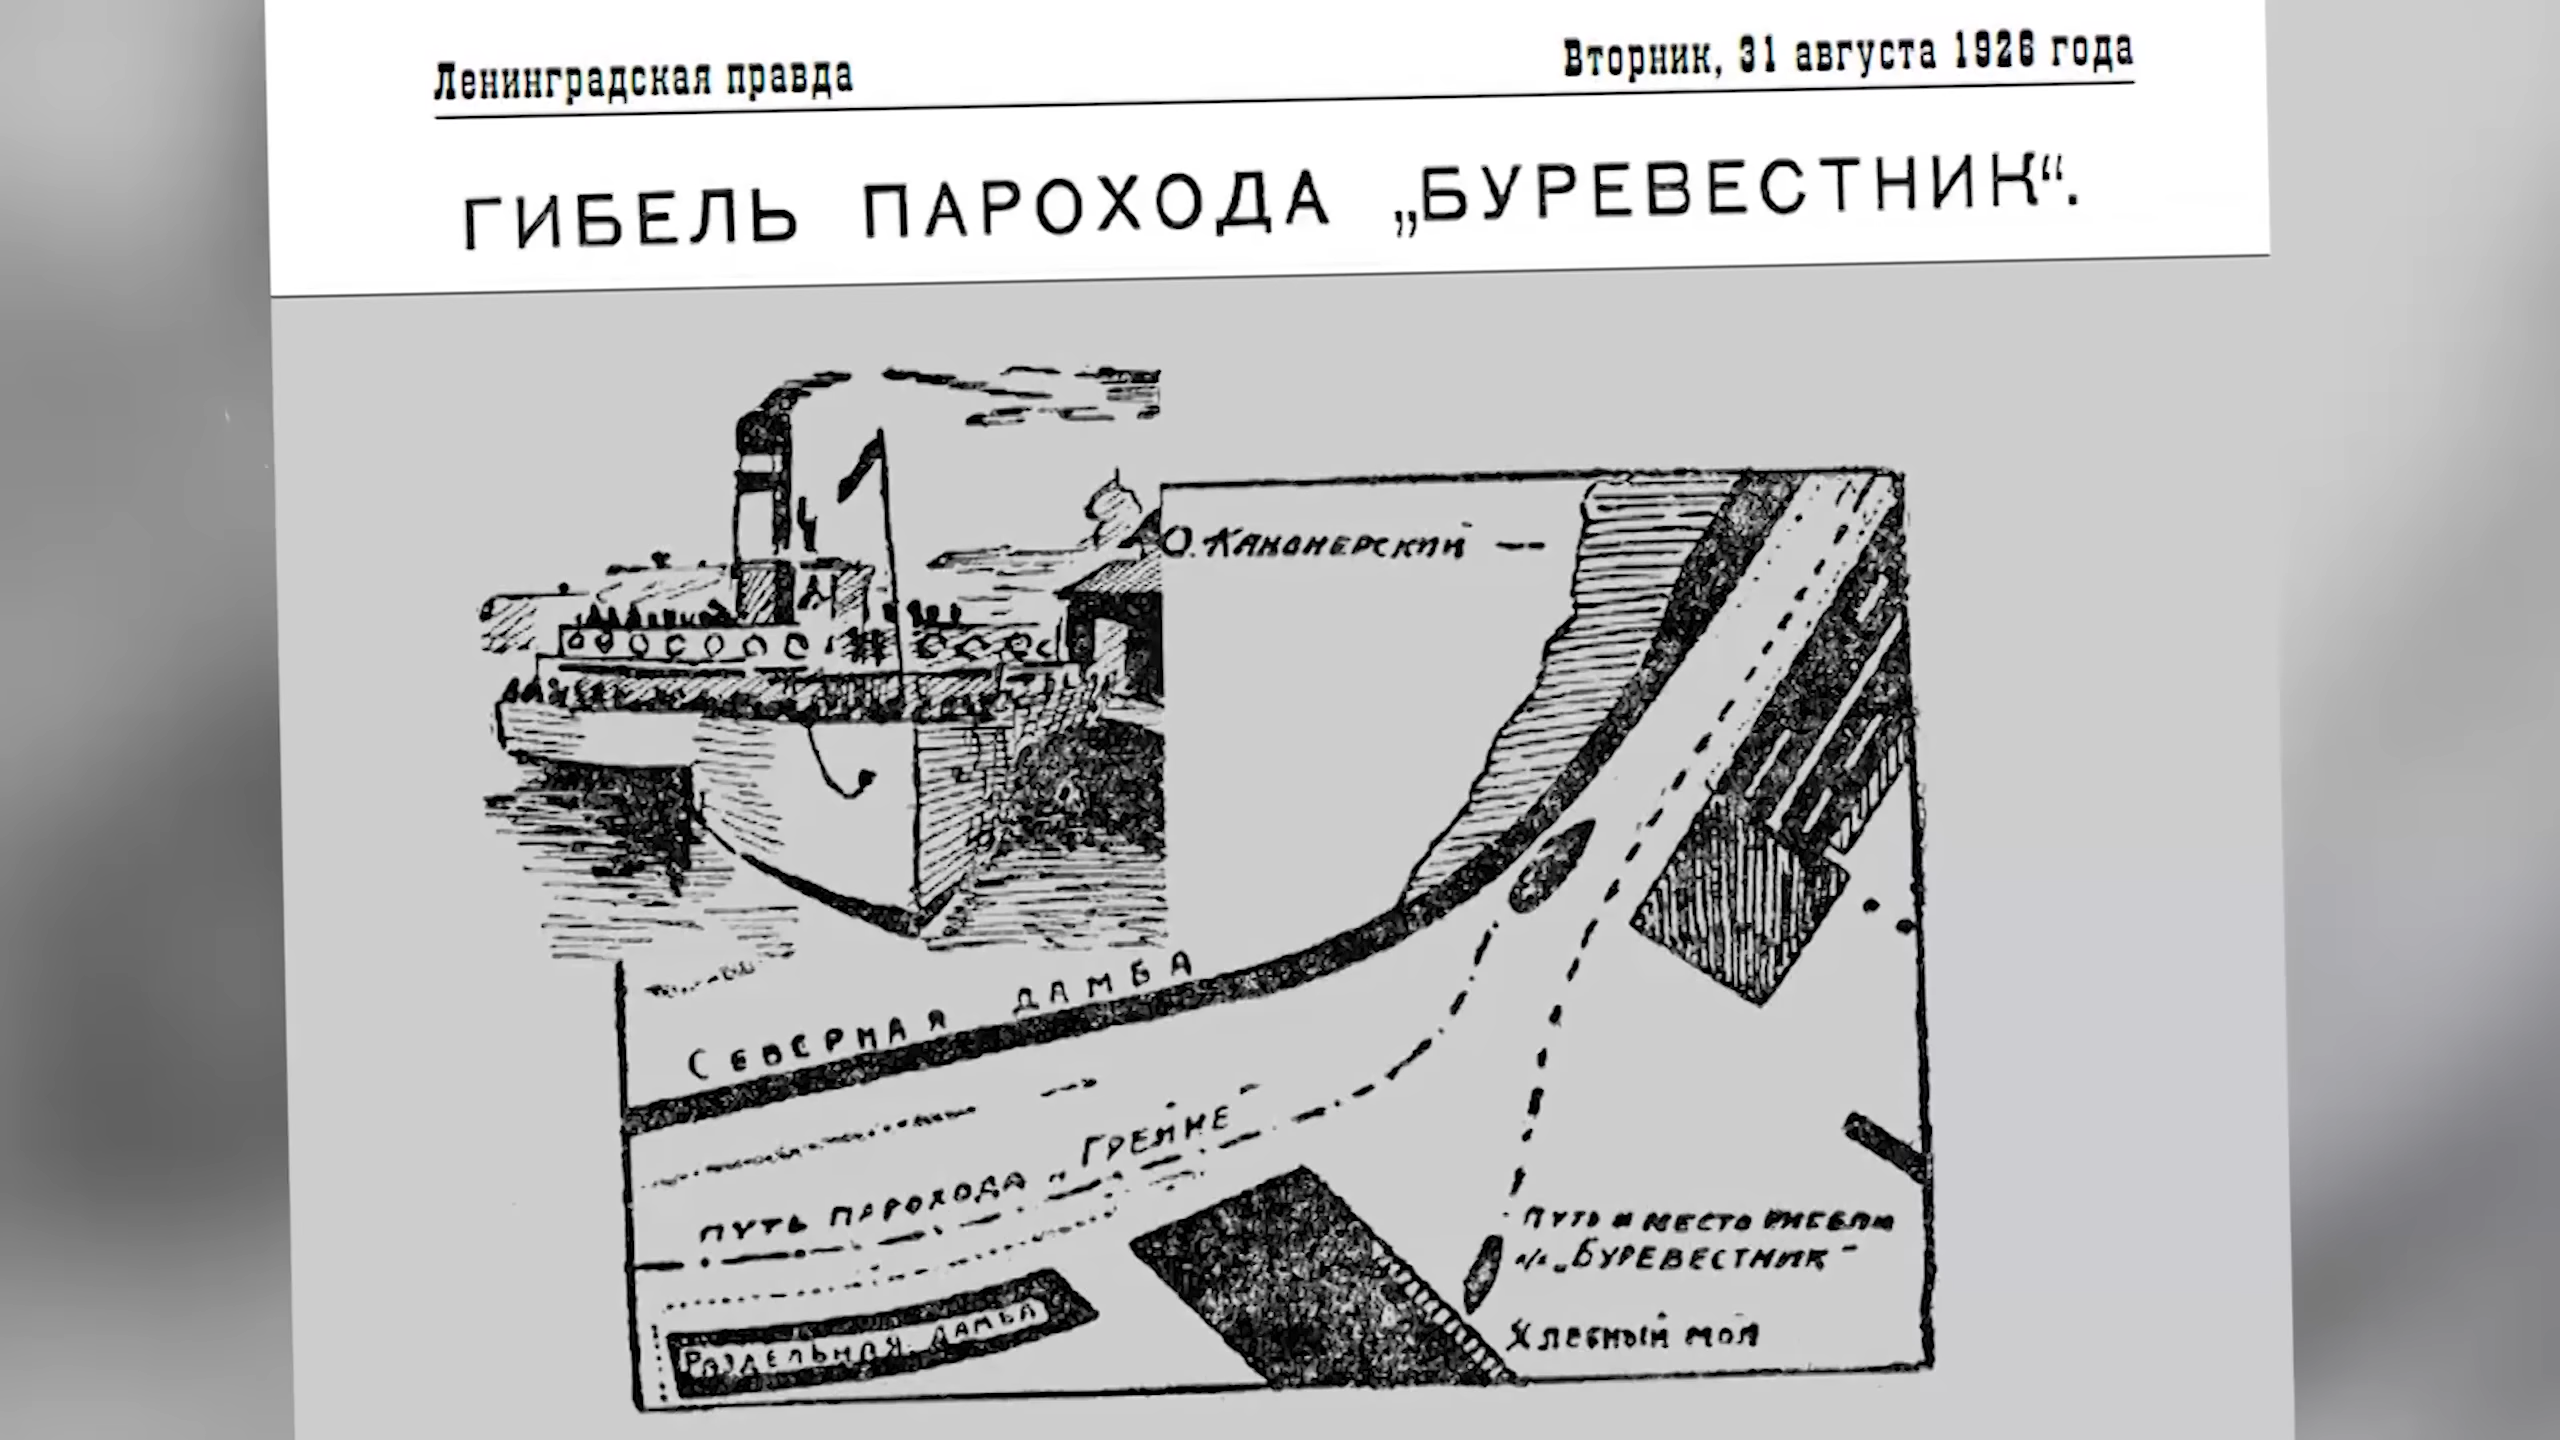 Ленинградская правда
Вторник, 31 августа 1926 года
ГИБЕЛЬ ПАРОХОДА „БУРЕВЕСТНИК“.
О. Канонерский
СЕВЕРНАЯ ДАМБА
ПУТЬ ПАРОХОДА „ГРЕЙНЕ"
ПУТЬ И МЕСТО ГИБЕЛИ
п/х „БУРЕВЕСТНИК"
Хлебный мол
РАЗДЕЛЬНАЯ ДАМБА